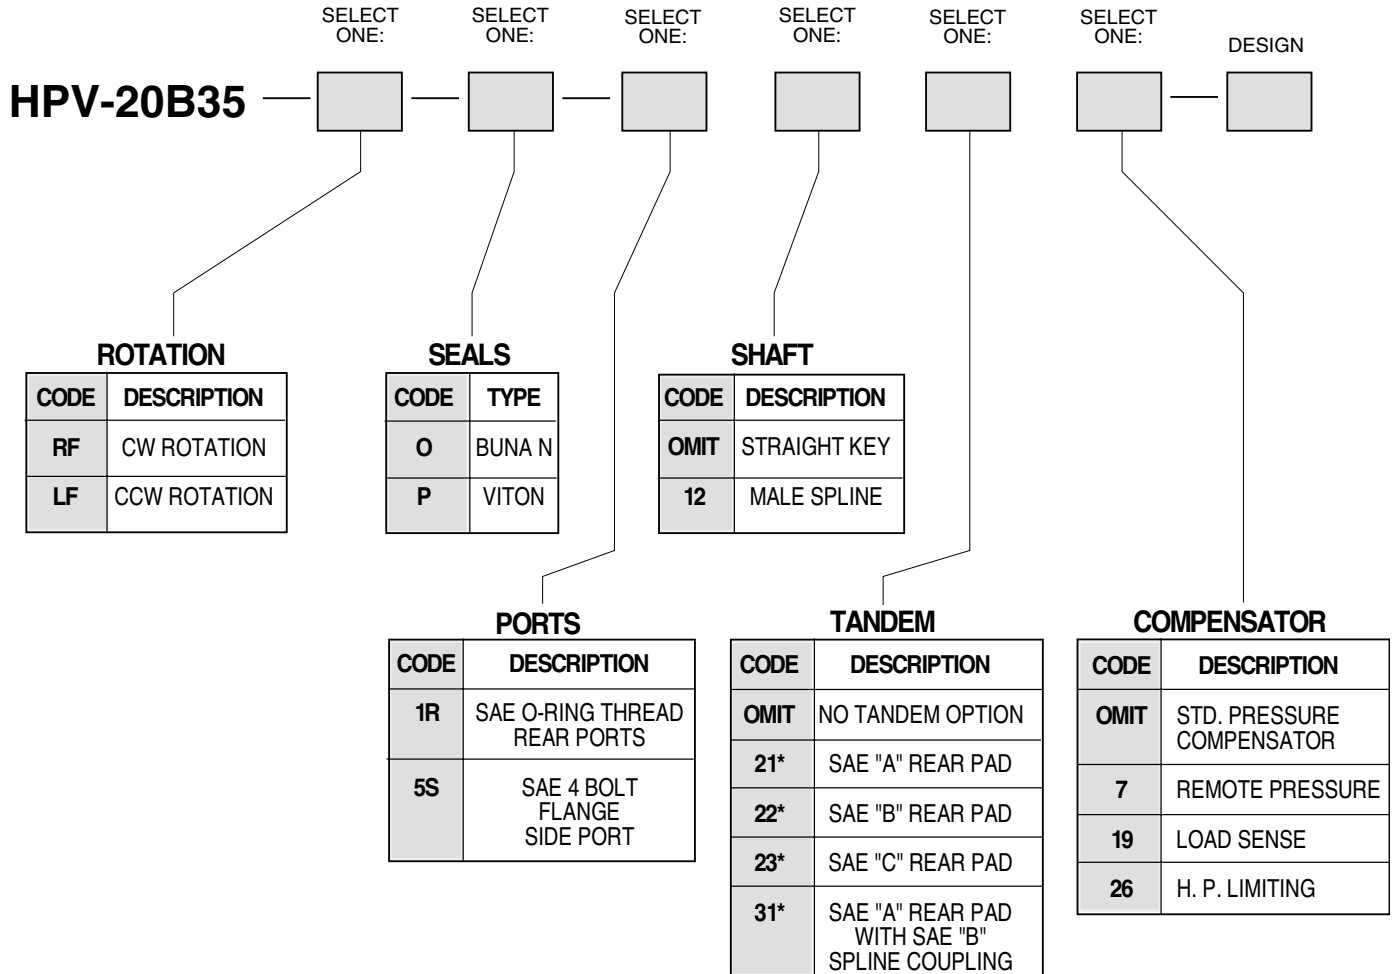 SELECT ONE:
SELECT ONE:
SELECT ONE:
SELECT ONE:
SELECT ONE:
SELECT ONE:
DESIGN
HPV-20B35
ROTATION
CODE DESCRIPTION
RF CW ROTATION
LF CCW ROTATION
SEALS
CODE TYPE
O BUNA N
P VITON
SHAFT
CODE DESCRIPTION
OMIT STRAIGHT KEY
12 MALE SPLINE
PORTS
CODE DESCRIPTION
1R SAE O-RING THREAD
REAR PORTS
5S SAE 4 BOLT
FLANGE
SIDE PORT
TANDEM
CODE DESCRIPTION
OMIT NO TANDEM OPTION
21* SAE "A" REAR PAD
22* SAE "B" REAR PAD
23* SAE "C" REAR PAD
31* SAE "A" REAR PAD
WITH SAE "B"
SPLINE COUPLING
COMPENSATOR
CODE DESCRIPTION
OMIT STD. PRESSURE
COMPENSATOR
7 REMOTE PRESSURE
19 LOAD SENSE
26 H. P. LIMITING